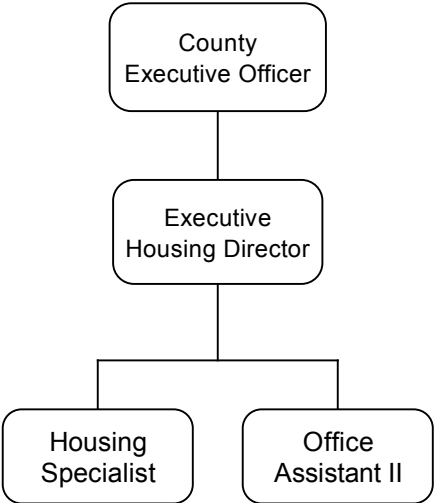 County
Executive Officer
Executive
Housing Director
Housing
Specialist
Office
Assistant II